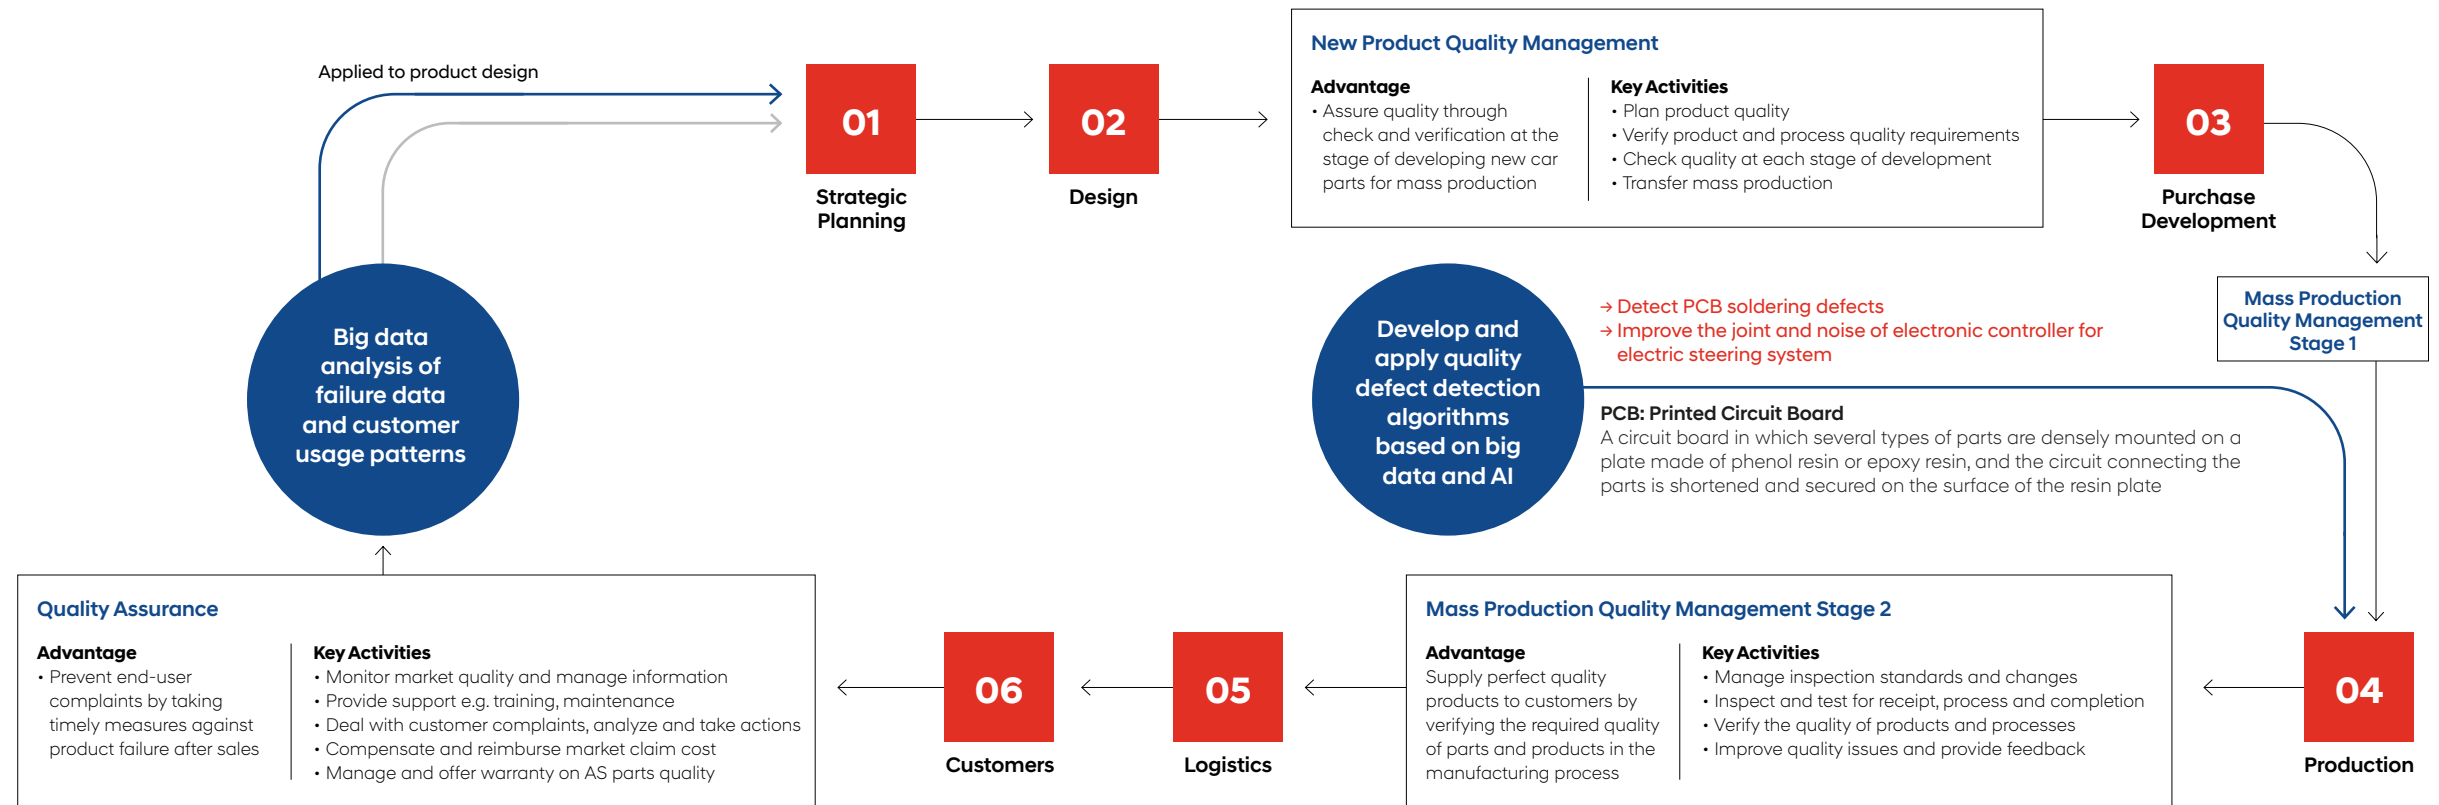 Applied to product design
01
Strategic
Planning
02
Design
New Product Quality Management
Advantage
• Assure quality through
check and verification at the
stage of developing new car
parts for mass production
Key Activities
• Plan product quality
• Verify product and process quality requirements
• Check quality at each stage of development
• Transfer mass production
03
Purchase
Development
Mass Production
Quality Management
Stage 1
Big data
analysis of
failure data
and customer
usage patterns
Develop and
apply quality
defect detection
algorithms
based on big
data and AI
→ Detect PCB soldering defects
→ Improve the joint and noise of electronic controller for
electric steering system
PCB: Printed Circuit Board
A circuit board in which several types of parts are densely mounted on a
plate made of phenol resin or epoxy resin, and the circuit connecting the
parts is shortened and secured on the surface of the resin plate
04
Production
Mass Production Quality Management Stage 2
Advantage
Supply perfect quality
products to customers by
verifying the required quality
of parts and products in the
manufacturing process
Key Activities
• Manage inspection standards and changes
• Inspect and test for receipt, process and completion
• Verify the quality of products and processes
• Improve quality issues and provide feedback
05
Logistics
06
Customers
Quality Assurance
Advantage
• Prevent end-user
complaints by taking
timely measures against
product failure after sales
Key Activities
• Monitor market quality and manage information
• Provide support e.g. training, maintenance
• Deal with customer complaints, analyze and take actions
• Compensate and reimburse market claim cost
• Manage and offer warranty on AS parts quality